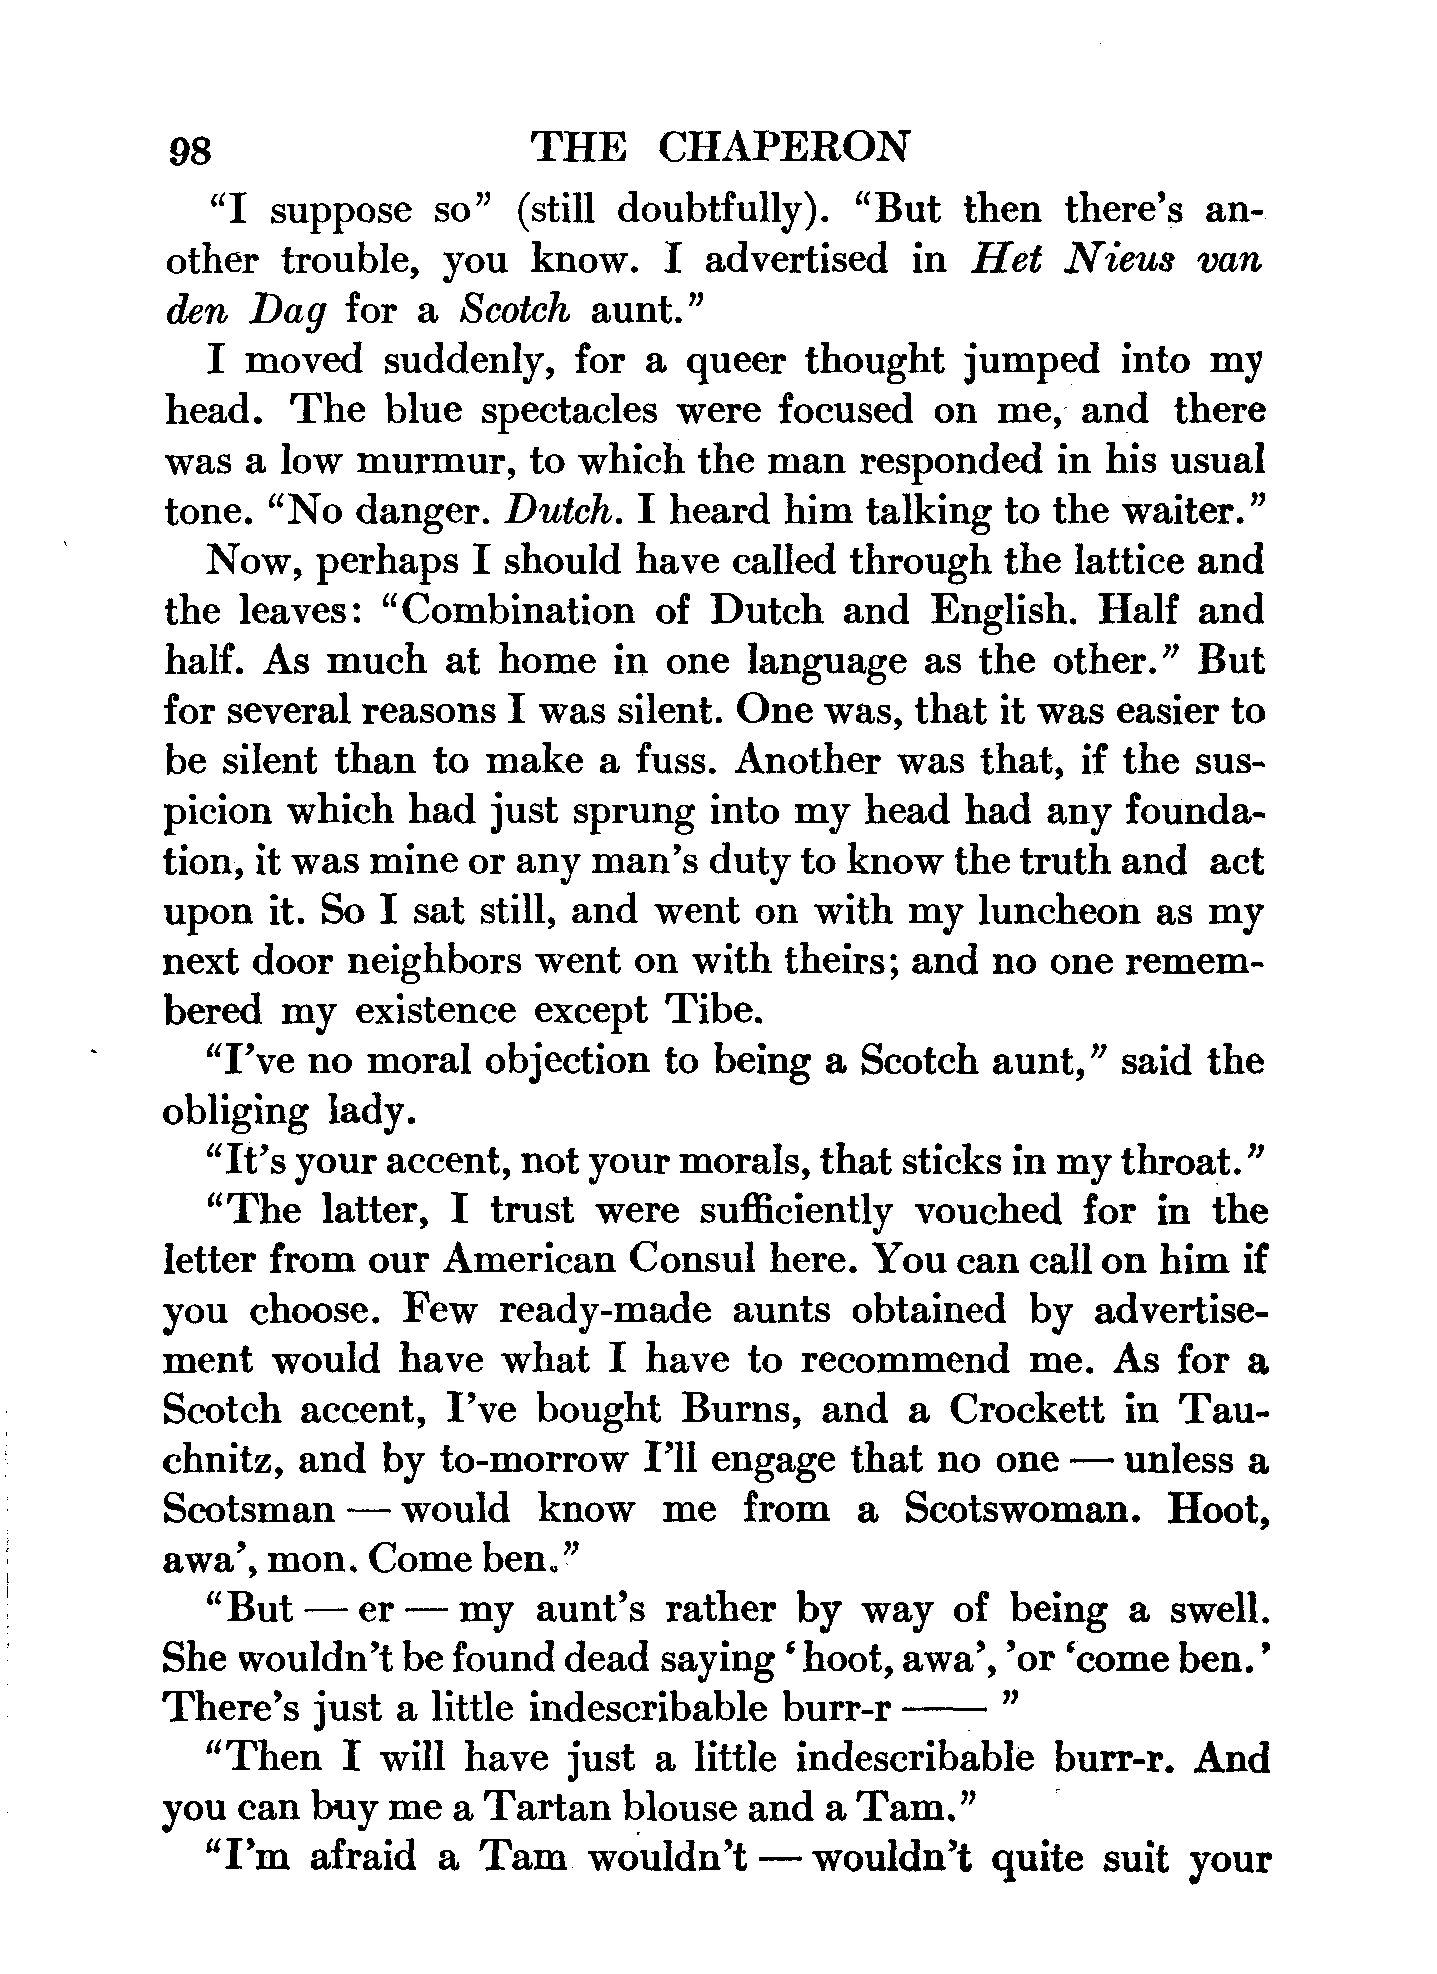 98 THE CHAPERON
"I suppose so" (still doubtfully). "But then there's an-
other trouble, you know. I advertised in Het Nieus van
den Dag for a Scotch aunt."
I moved suddenly, for a queer thought jumped into my
head. The blue spectacles were focused on me, and there
was a low murmur, to which the man responded in his usual
tone. "No danger. Dutch. I heard him talking to the waiter."
Now, perhaps I should have called through the lattice and
the leaves: "Combination of Dutch and English. Half and
half. As much at home in one language as the other." But
for several reasons I was silent. One was, that it was easier to
be silent than to make a fuss. Another was that, if the sus-
picion which had just sprung into my head had any founda-
tion, it was mine or any man's duty to know the truth and act
upon it. So I sat still, and went on with my luncheon as my
next door neighbors went on with theirs; and no one remem-
bered my existence except Tibe.
"I've no moral objection to being a Scotch aunt," said the
obliging lady.
"It's your accent, not your morals, that sticks in my throat."
"The latter, I trust were sufficiently vouched for in the
letter from our American Consul here. You can call on him if
you choose. Few ready-made aunts obtained by advertise-
ment would have what I have to recommend me. As for a
Scotch accent, I've bought Burns, and a Crockett in Tau-
chnitz, and by to-morrow I'll engage that no one — unless a
Scotsman — would know me from a Scotswoman. Hoot,
awa', mon. Come ben."
"But — er — my aunt's rather by way of being a swell.
She wouldn't be found dead saying 'hoot, awa', 'or 'come ben.'
There's just a little indescribable burr-r —— "
"Then I will have just a little indescribable burr-r. And
you can buy me a Tartan blouse and a Tam."
"I'm afraid a Tam wouldn't — wouldn't quite suit your